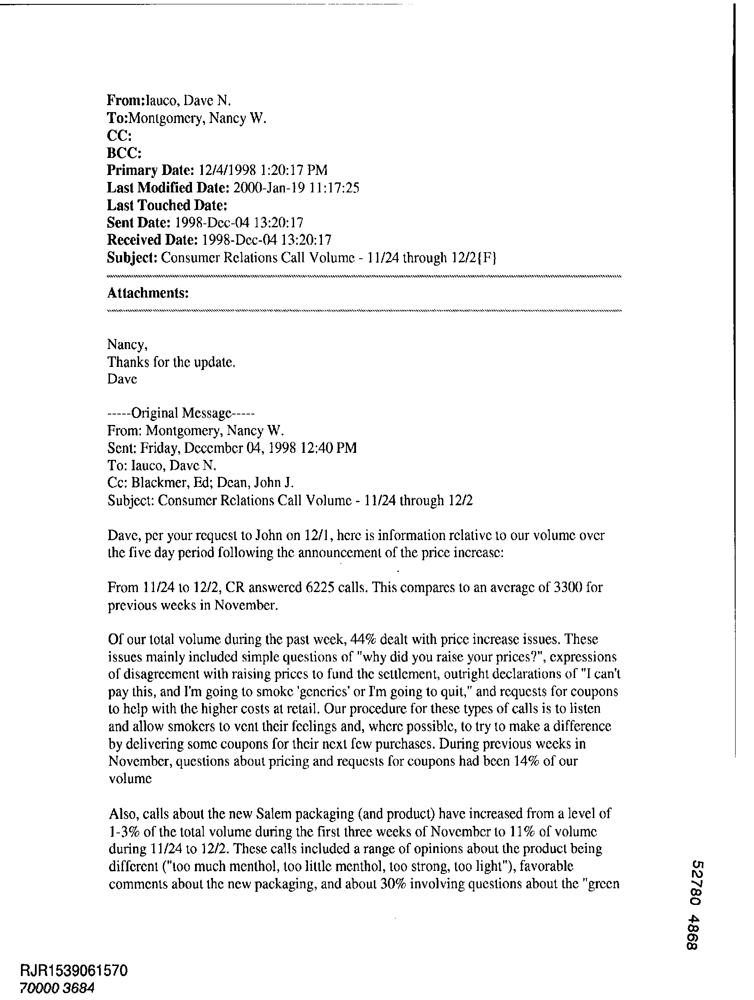 From:Iauco, Dave N.
To:Montgomery, Nancy W.
CC:
BCC:
Primary Date: 12/4/1998 1:20:17 PM
Last Modified Date: 2000-Jan-19 11:17:25
Last Touched Date:
Sent Date: 1998-Dec-04 13:20:17
Received Date: 1998-Dec-04 13:20:17
Subject: Consumer Relations Call Volume - 11/24 through 12/2{F}
Attachments:
Nancy,
Thanks for the update.
Dave
-----Original Message-----
From: Montgomery, Nancy W.
Sent: Friday, December 04, 1998 12:40 PM
To: Iauco, Dave N.
Cc: Blackmer, Ed; Dean, John J.
Subject: Consumer Relations Call Volume - 11/24 through 12/2
Dave, per your request to John on 12/1, here is information relative to our volume over
the five day period following the announcement of the price increase:
From 11/24 to 12/2, CR answered 6225 calls. This compares to an average of 3300 for
previous weeks in November.
Of our total volume during the past week, 44% dealt with price increase issues. These
issues mainly included simple questions of "why did you raise your prices?", expressions
of disagreement with raising prices to fund the settlement, outright declarations of "I can't
pay this, and I'm going to smoke 'generics' or I'm going to quit," and requests for coupons
to help with the higher costs at retail. Our procedure for these types of calls is to listen
and allow smokers to vent their feelings and, where possible, to try to make a difference
by delivering some coupons for their next few purchases. During previous weeks in
November, questions about pricing and requests for coupons had been 14% of our
volume
Also, calls about the new Salem packaging (and product) have increased from a level of
1-3% of the total volume during the first three weeks of November to 11% of volume
during 11/24 to 12/2. These calls included a range of opinions about the product being
different ("too much menthol, too little menthol, too strong, too light"), favorable
comments about the new packaging, and about 30% involving questions about the "green
52780 4868
RJR1539061570
70000 3684